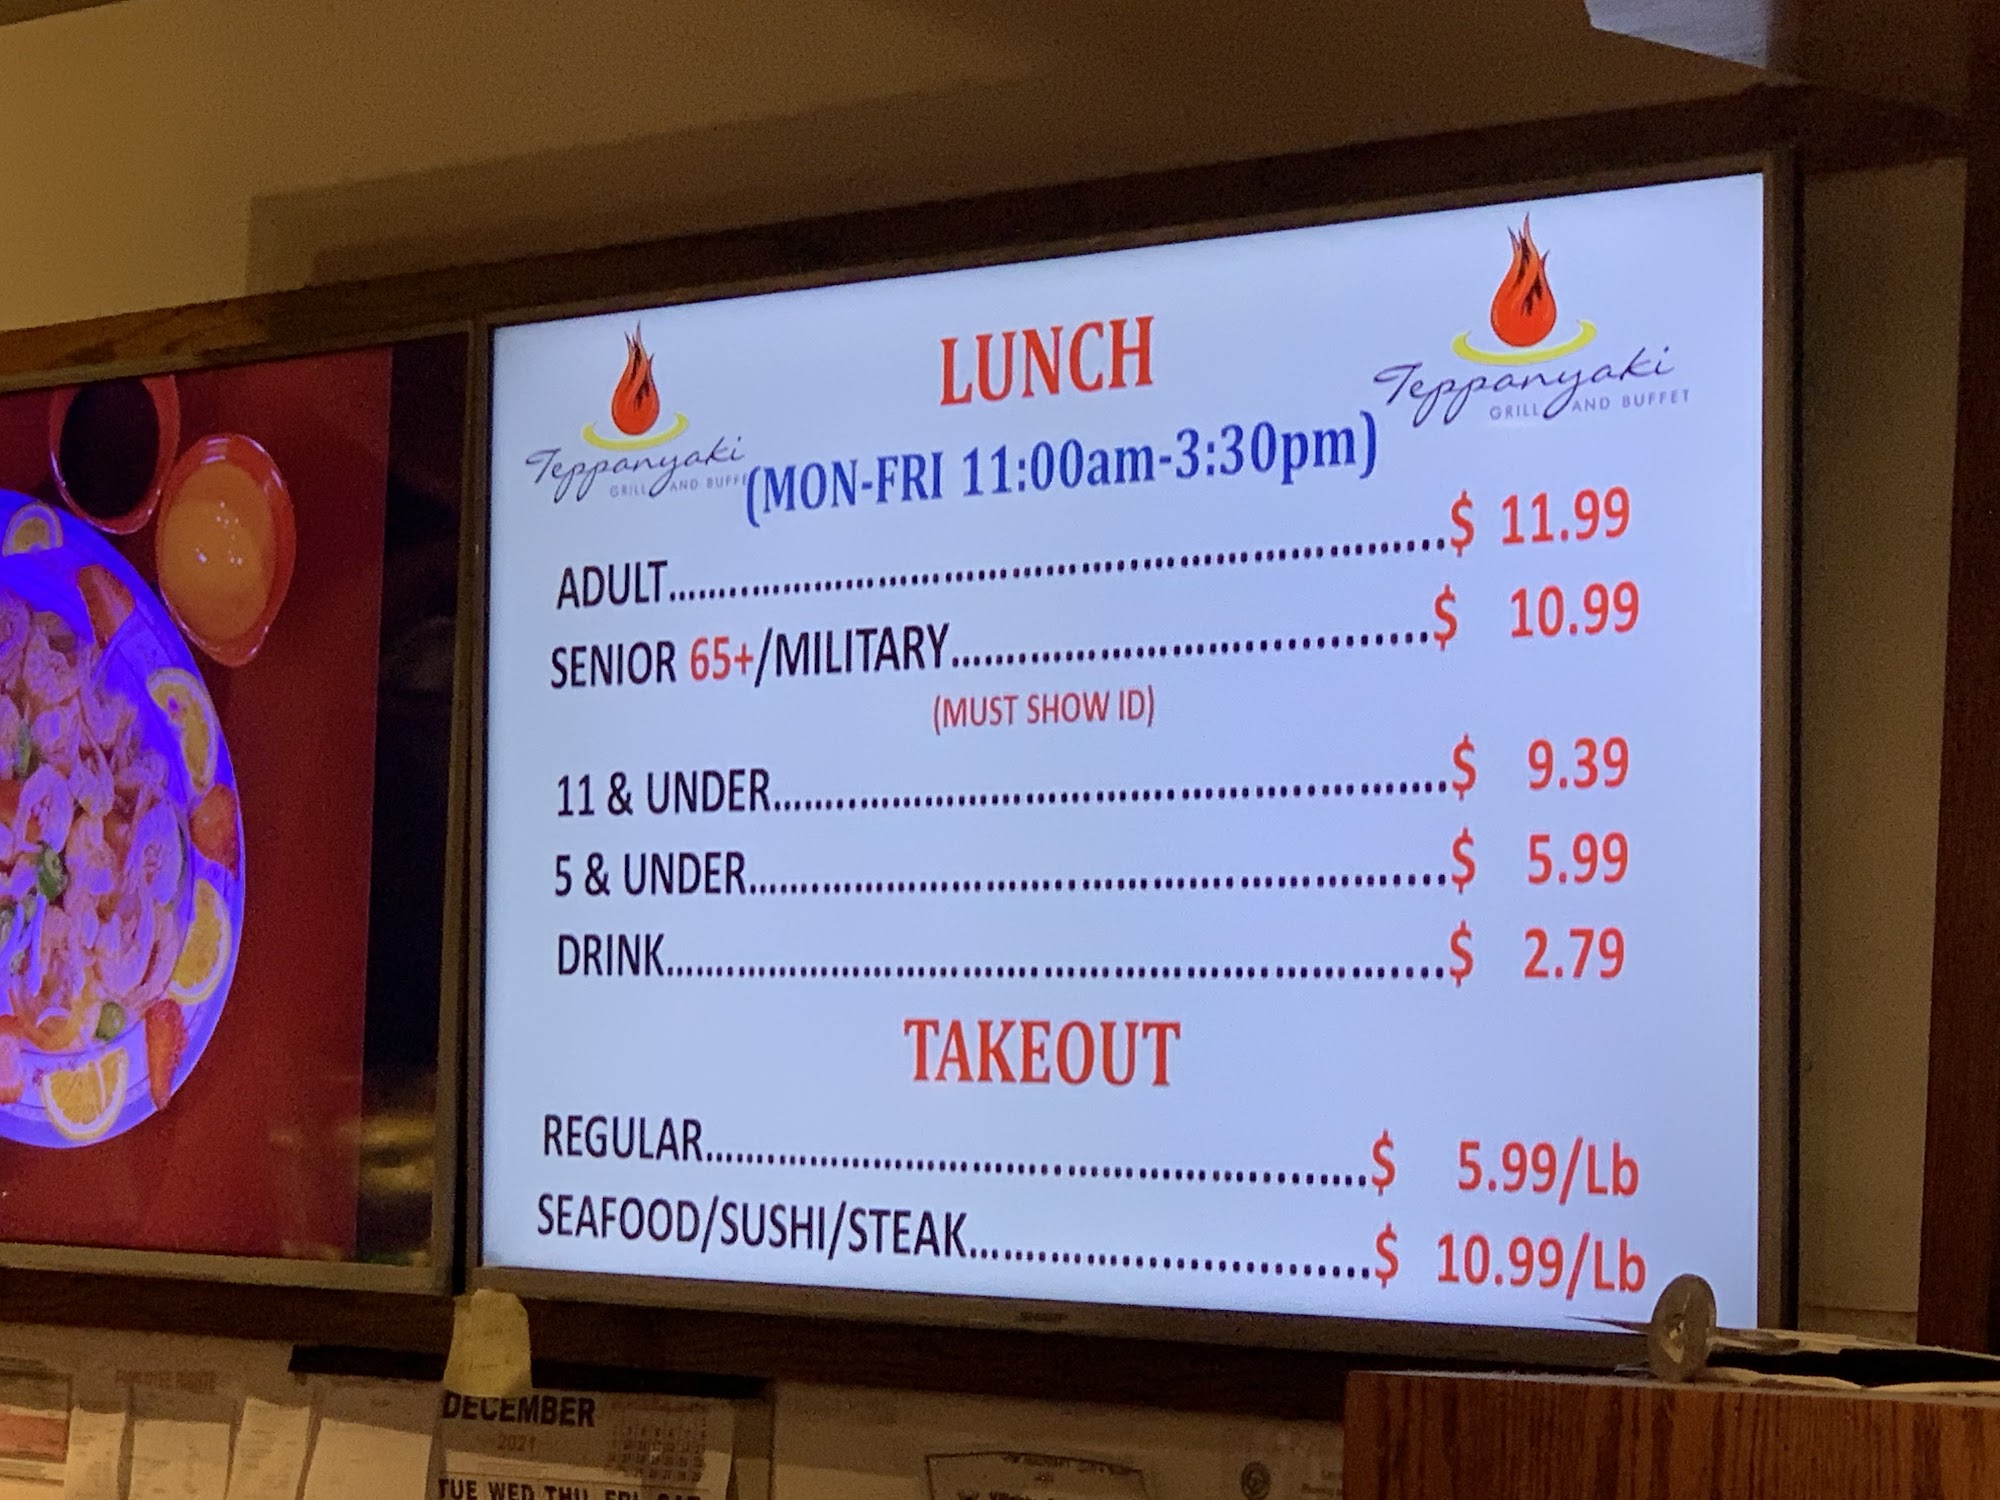 LUNCH
Teppanyaki
GRILL AND BUFFET
Teppanyaki
GRILL AND BUFFE
(MON-FRI 11:00am-3:30pm)
ADULT..........$ 11.99
SENIOR 65+/MILITARY..........$ 10.99
(MUST SHOW ID)
11 & UNDER..........$ 9.39
5 & UNDER..........$ 5.99
DRINK..........$ 2.79
TAKEOUT
REGULAR..........$ 5.99/Lb
SEAFOOD/SUSHI/STEAK..........$ 10.99/Lb
DECEMBER
2021
TUE WED THU FRI SAT